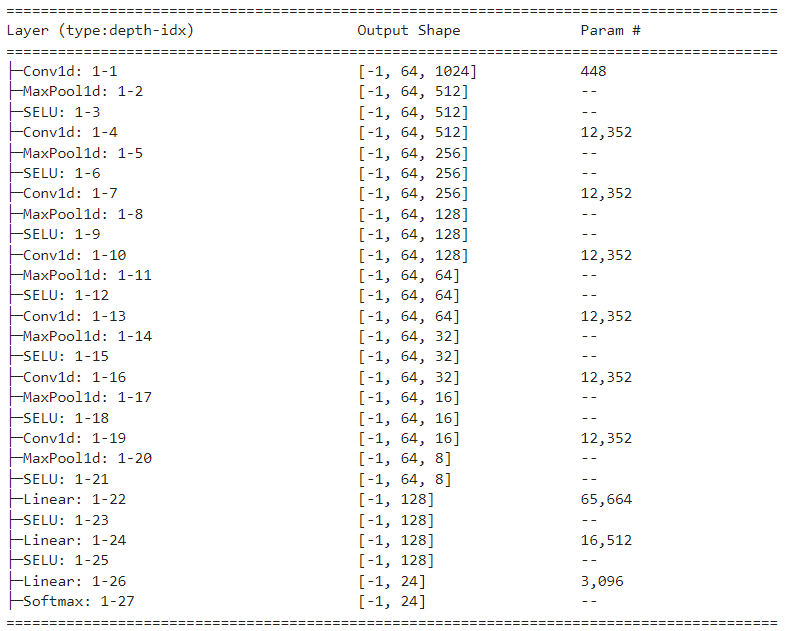 ==========================================================================================
Layer (type:depth-idx)                   Output Shape              Param #
==========================================================================================
├─Conv1d: 1-1                            [-1, 64, 1024]            448
├─MaxPool1d: 1-2                         [-1, 64, 512]             --
├─SELU: 1-3                              [-1, 64, 512]             --
├─Conv1d: 1-4                            [-1, 64, 512]             12,352
├─MaxPool1d: 1-5                         [-1, 64, 256]             --
├─SELU: 1-6                              [-1, 64, 256]             --
├─Conv1d: 1-7                            [-1, 64, 256]             12,352
├─MaxPool1d: 1-8                         [-1, 64, 128]             --
├─SELU: 1-9                              [-1, 64, 128]             --
├─Conv1d: 1-10                           [-1, 64, 128]             12,352
├─MaxPool1d: 1-11                        [-1, 64, 64]              --
├─SELU: 1-12                             [-1, 64, 64]              --
├─Conv1d: 1-13                           [-1, 64, 64]              12,352
├─MaxPool1d: 1-14                        [-1, 64, 32]              --
├─SELU: 1-15                             [-1, 64, 32]              --
├─Conv1d: 1-16                           [-1, 64, 32]              12,352
├─MaxPool1d: 1-17                        [-1, 64, 16]              --
├─SELU: 1-18                             [-1, 64, 16]              --
├─Conv1d: 1-19                           [-1, 64, 16]              12,352
├─MaxPool1d: 1-20                        [-1, 64, 8]               --
├─SELU: 1-21                             [-1, 64, 8]               --
├─Linear: 1-22                           [-1, 128]                 65,664
├─SELU: 1-23                             [-1, 128]                 --
├─Linear: 1-24                           [-1, 128]                 16,512
├─SELU: 1-25                             [-1, 128]                 --
├─Linear: 1-26                           [-1, 24]                  3,096
├─Softmax: 1-27                          [-1, 24]                  --
==========================================================================================